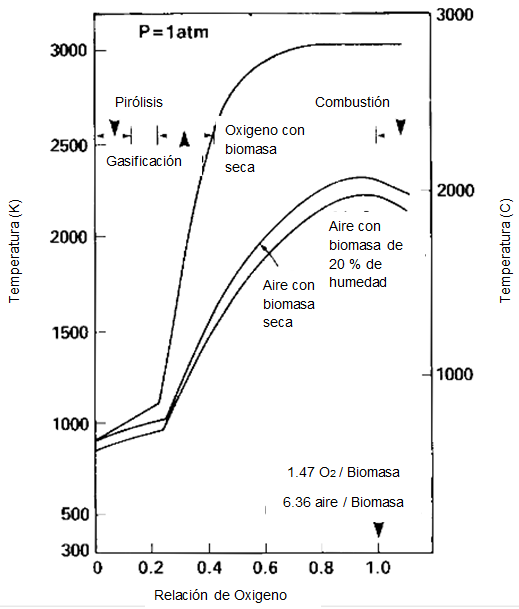 P=1atm
3000
3000
Pirólisis
Combustión
2500
Oxigeno con
biomasa
seca
Gasificación
2000
2000
Aire con
biomasa de
20 % de
humedad
Aire con
biomasa
seca
1500
1000
1000
1.47 O2 / Biomasa
6.36 aire / Biomasa
500
300
0
0.2
0.4
0.6
0.8
1.0
Relación de Oxigeno
Temperatura (K)
Temperatura (C)